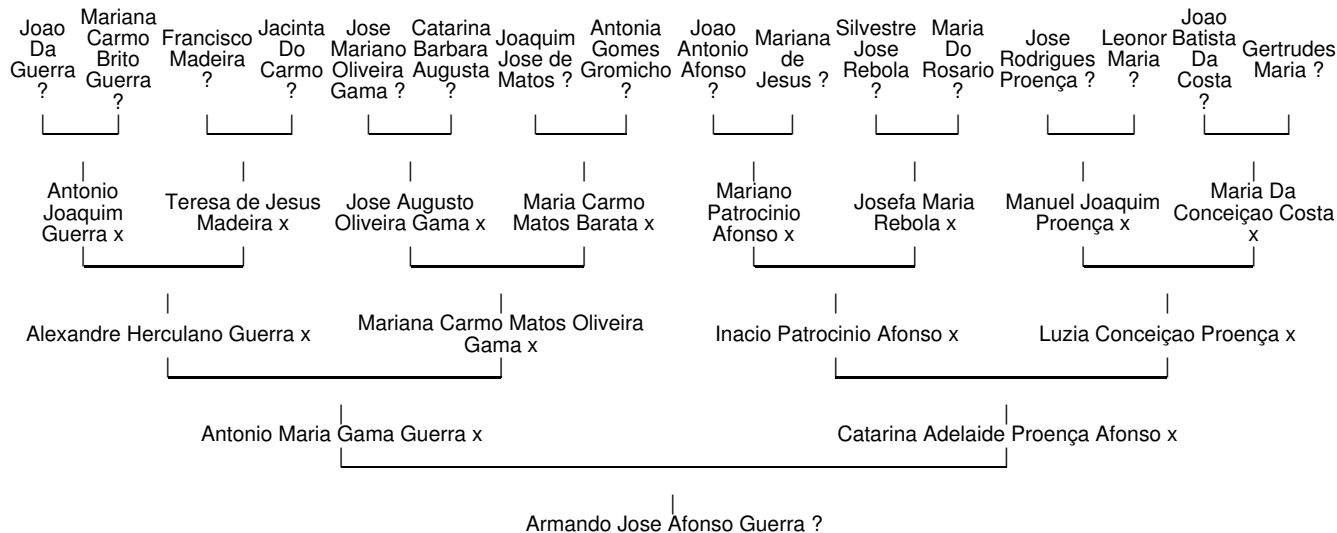 Joao
Da
Guerra
?
Mariana
Carmo
Brito
Guerra
?
Francisco
Madeira
?
Jacinta
Do
Carmo
?
Jose
Mariano
Oliveira
Gama ?
Catarina
Barbara
Augusta
?
Joaquim
Jose de
Matos ?
Antonia
Gomes
Gromicho
?
Joao
Antonio
Afonso
?
Mariana
de
Jesus ?
Silvestre
Jose
Rebola
?
Maria
Do
Rosario
?
Jose
Rodrigues
Proença ?
Leonor
Maria
?
Joao
Batista
Da
Costa
?
Gertrudes
Maria ?
Antonio
Joaquim
Guerra x
Teresa de Jesus
Madeira x
Jose Augusto
Oliveira Gama x
Maria Carmo
Matos Barata x
Mariano
Patrocinio
Afonso x
Josefa Maria
Rebola x
Manuel Joaquim
Proença x
Maria Da
Conceiçao Costa
x
Alexandre Herculano Guerra x
Mariana Carmo Matos Oliveira
Gama x
Inacio Patrocinio Afonso x
Luzia Conceiçao Proença x
Antonio Maria Gama Guerra x
Catarina Adelaide Proença Afonso x
Armando Jose Afonso Guerra ?